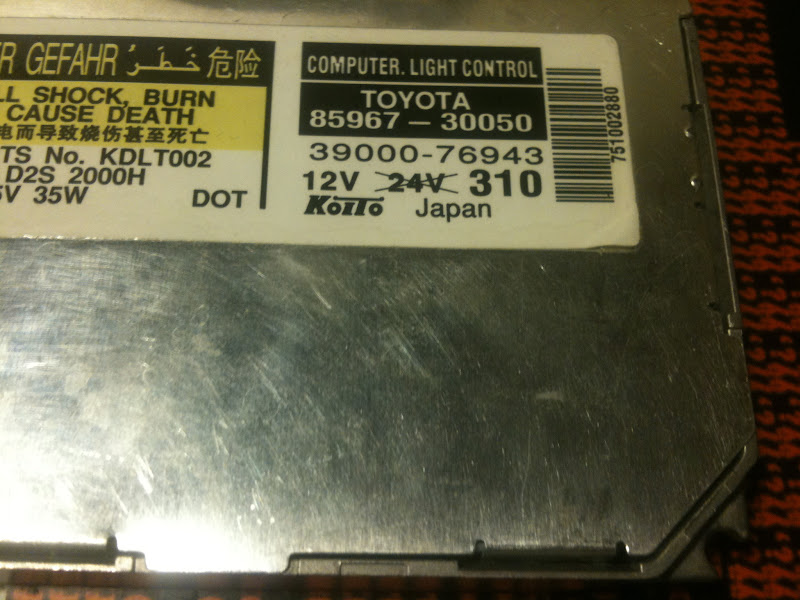 R GEFAHR خَطَرْ 危险
LL SHOCK, BURN
CAUSE DEATH
电而导致烧伤甚至死亡
TS No. KDLT002
D2S 2000H
5V 35W
DOT
COMPUTER. LIGHT CONTROL
TOYOTA
85967-30050
39000-76943
12V 24V 310
KOITO Japan
751002880